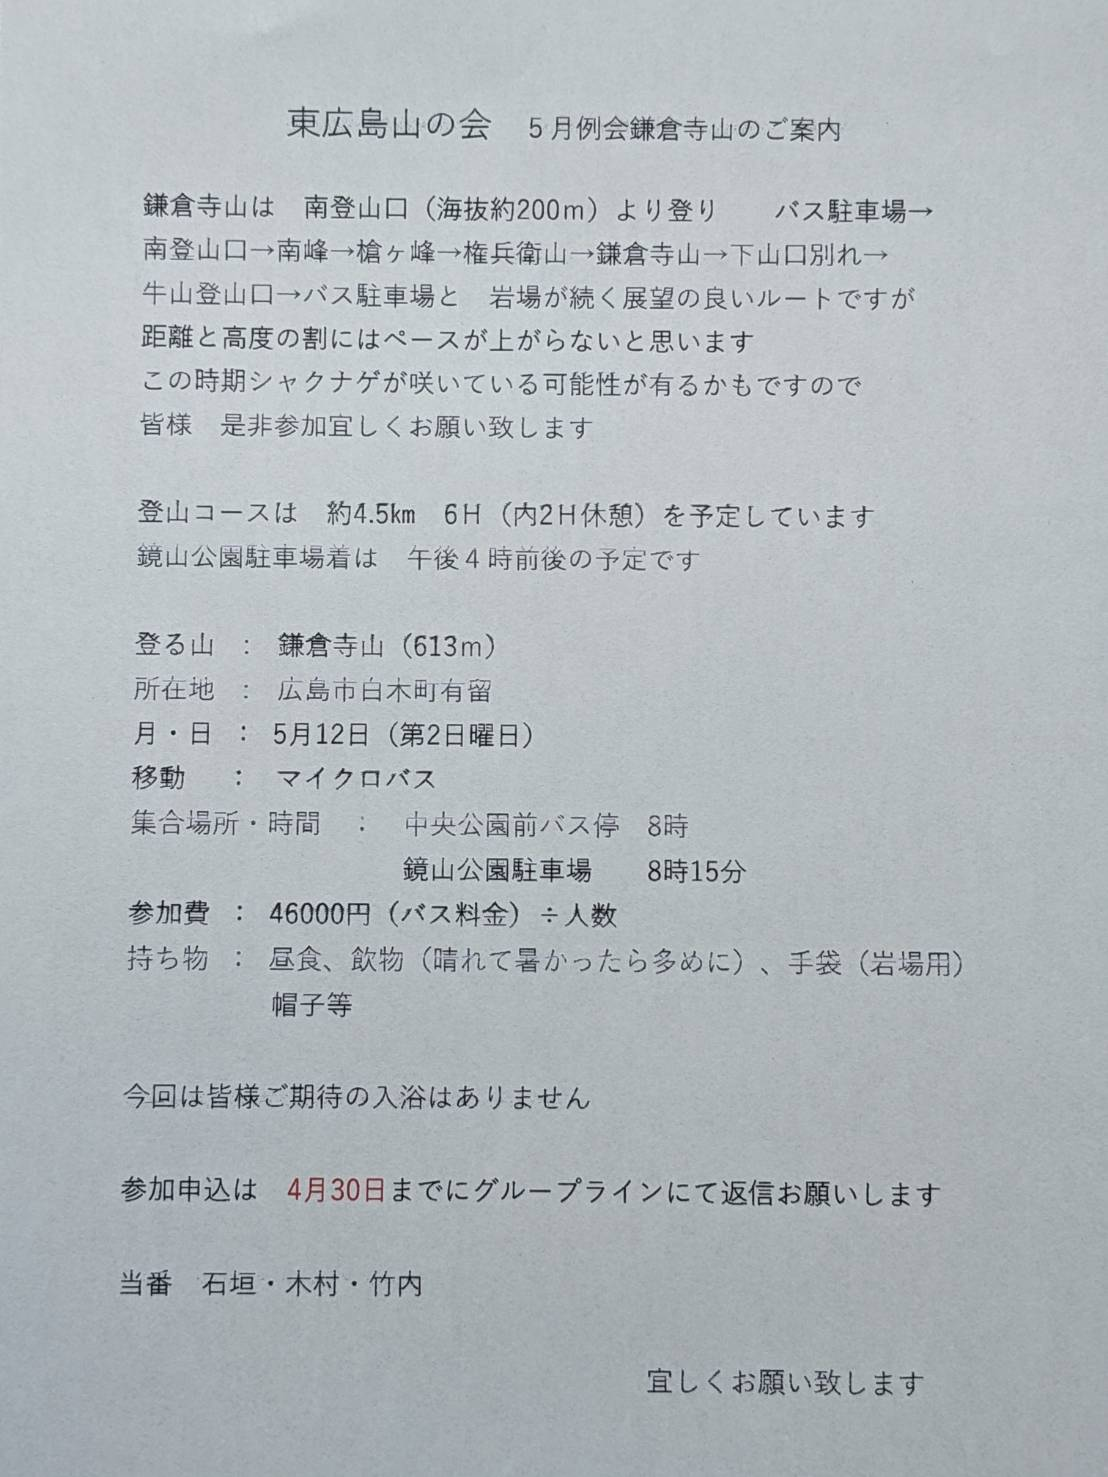 東広島山の会　５月例会鎌倉寺山のご案内
鎌倉寺山は　南登山口（海抜約200ｍ）より登り　　バス駐車場→
南登山口→南峰→槍ヶ峰→権兵衛山→鎌倉寺山→下山口別れ→
牛山登山口→バス駐車場と　岩場が続く展望の良いルートですが
距離と高度の割にはペースが上がらないと思います
この時期シャクナゲが咲いている可能性が有るかもですので
皆様　是非参加宜しくお願い致します
登山コースは　約4.5㎞　6Ｈ（内2Ｈ休憩）を予定しています
鏡山公園駐車場着は　午後４時前後の予定です
登る山　：　鎌倉寺山（613ｍ）
所在地　：　広島市白木町有留
月・日　：　5月12日（第2日曜日）
移動　　：　マイクロバス
集合場所・時間　：　中央公園前バス停　8時
鏡山公園駐車場　　8時15分
参加費　：　46000円（バス料金）÷人数
持ち物　：　昼食、飲物（晴れて暑かったら多めに）、手袋（岩場用）
帽子等
今回は皆様ご期待の入浴はありません
参加申込は　4月30日までにグループラインにて返信お願いします
当番　石垣・木村・竹内
宜しくお願い致します